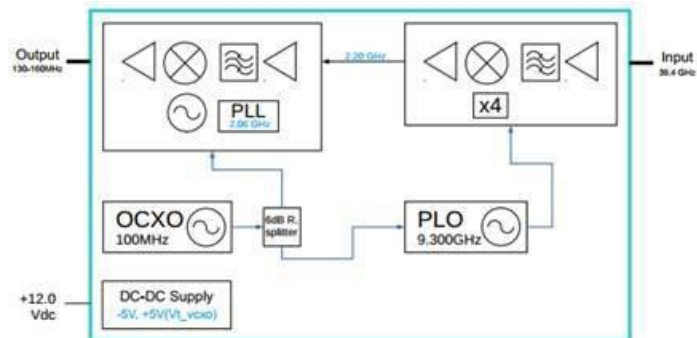 Output
130-160MHz
2.20 GHz
Input
39.4 GHz
PLL
2.06 GHz
x4
OCXO
100MHz
6dB R.
splitter
PLO
9.300GHz
+12.0
Vdc
DC-DC Supply
-5V, +5V(Vt_vcxo)